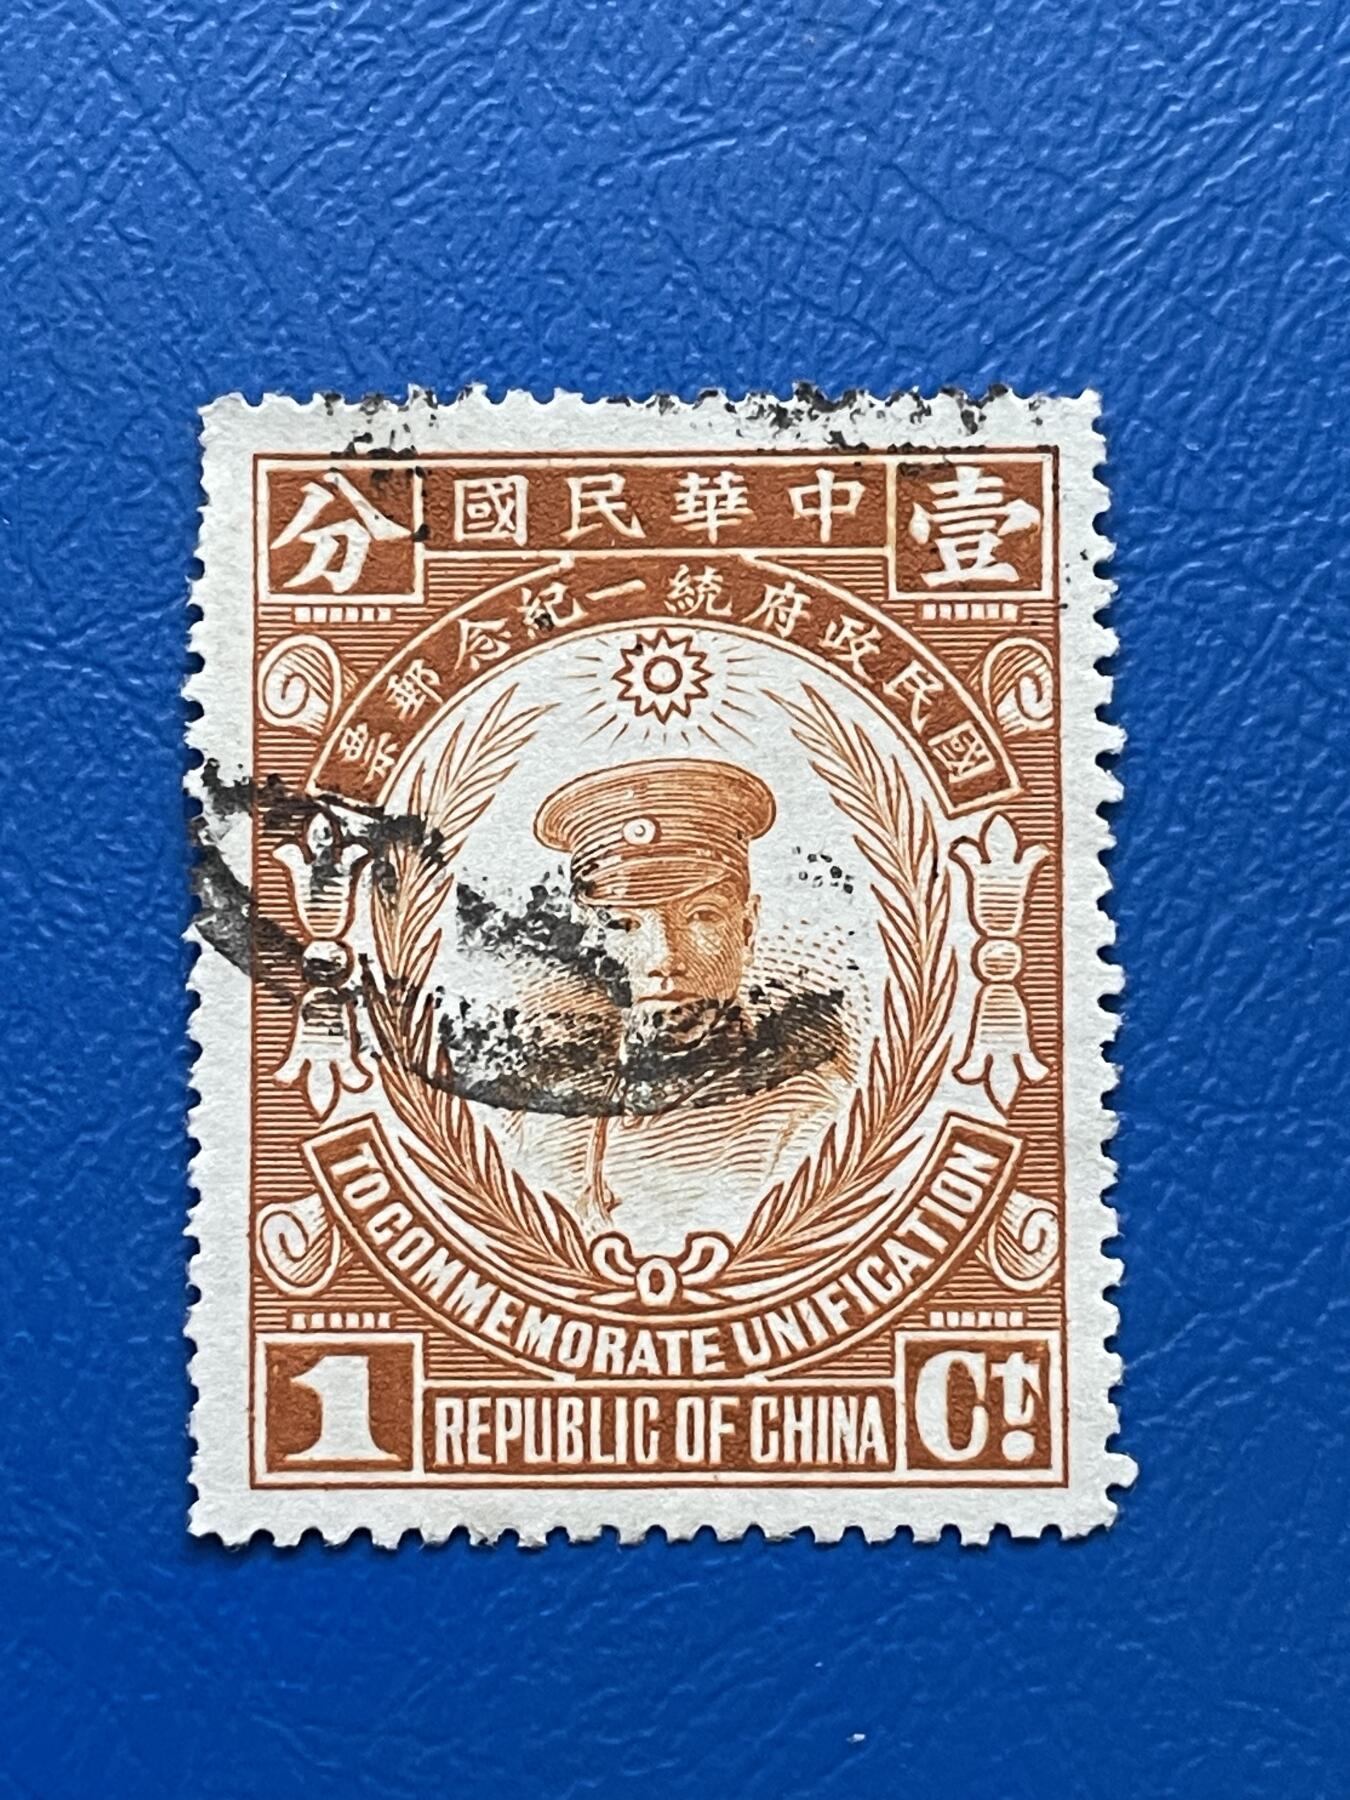 壹 中華民國 分
國民政府統一紀念郵票
TO COMMEMORATE UNIFICATION
1 REPUBLIC OF CHINA Ct.